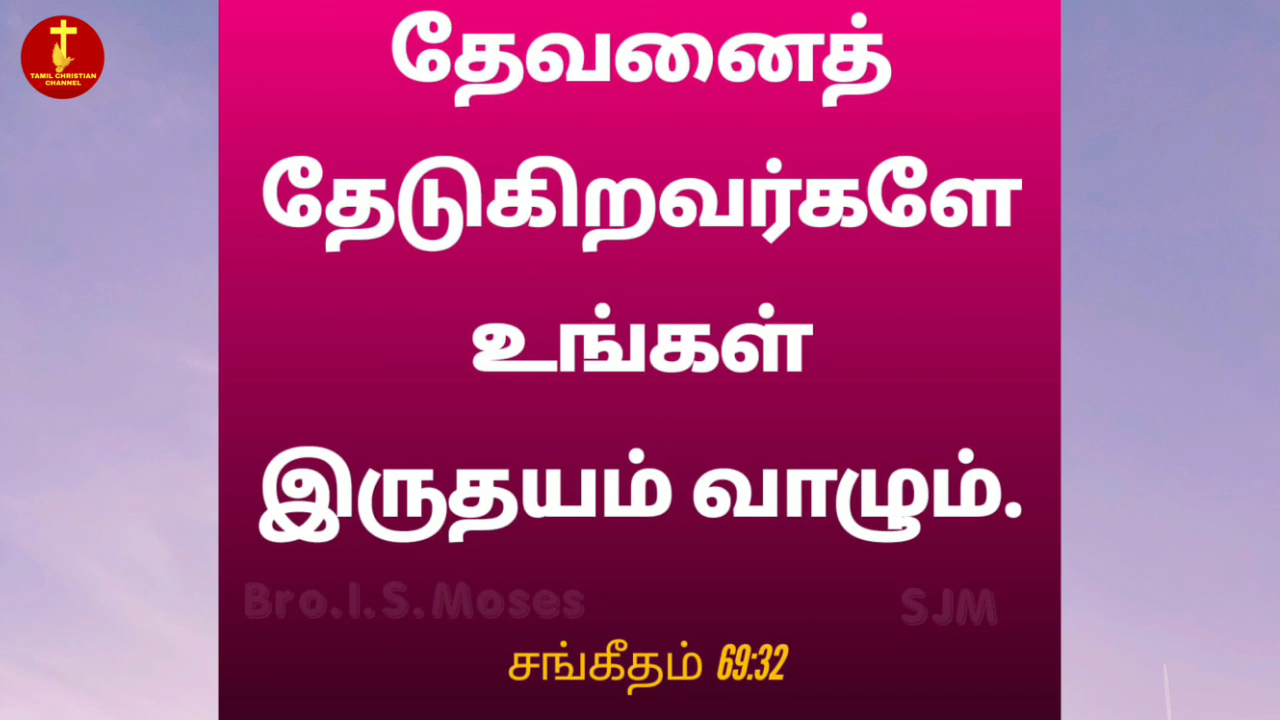 TAMIL CHRISTIAN
CHANNEL
தேவனைத்
தேடுகிறவர்களே
உங்கள்
இருதயம் வாழும்.
Bro.I.S.Moses SJM
சங்கீதம் 69:32